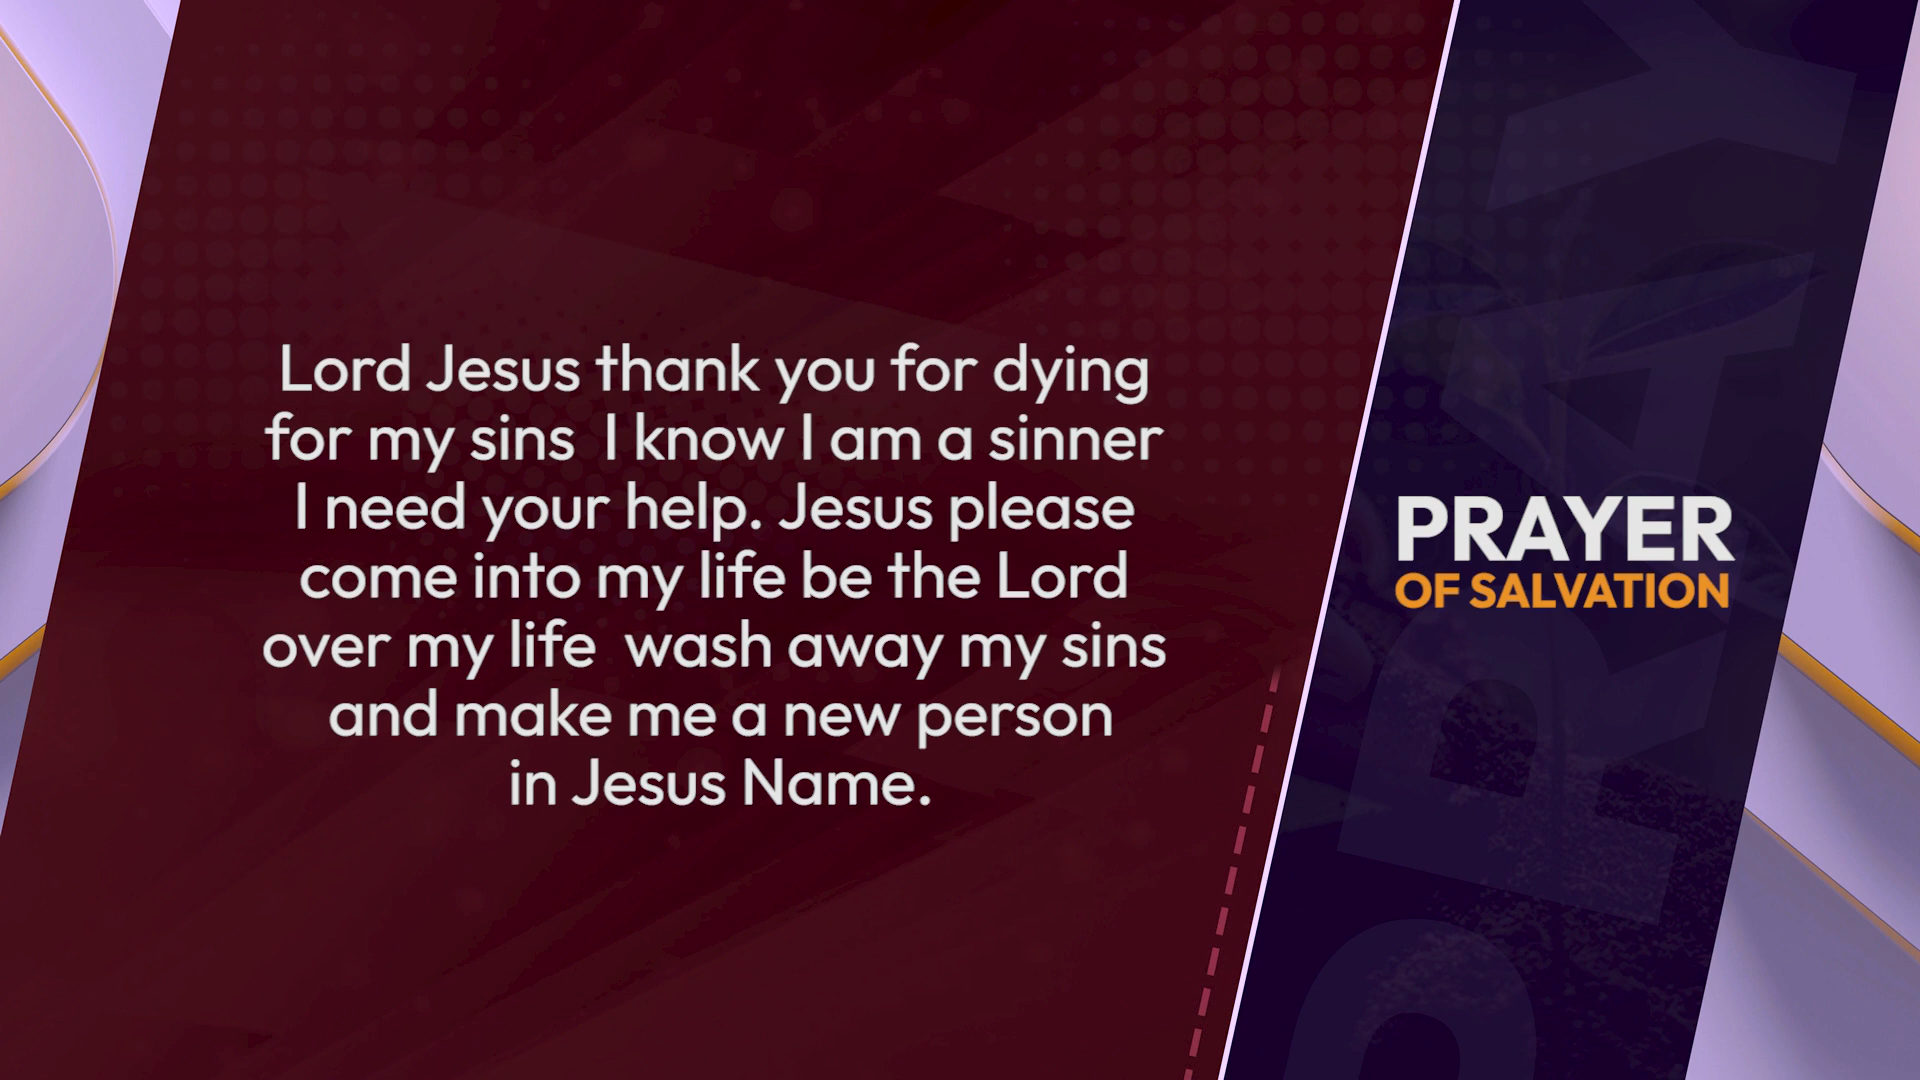 Lord Jesus thank you for dying
for my sins  I know I am a sinner
I need your help. Jesus please
come into my life be the Lord
over my life  wash away my sins
and make me a new person
in Jesus Name.
PRAYER
OF SALVATION